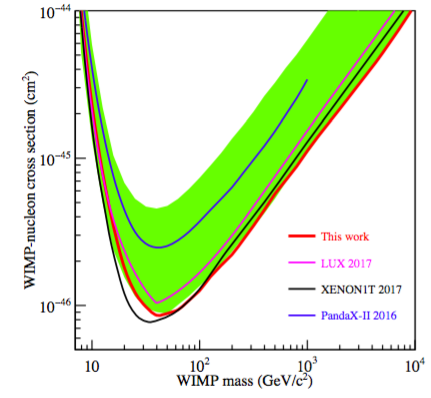 10⁻⁴⁴
10⁻⁴⁵
10⁻⁴⁶
WIMP-nucleon cross section (cm²)
This work
LUX 2017
XENON1T 2017
PandaX-II 2016
10 10² 10³ 10⁴
WIMP mass (GeV/c²)